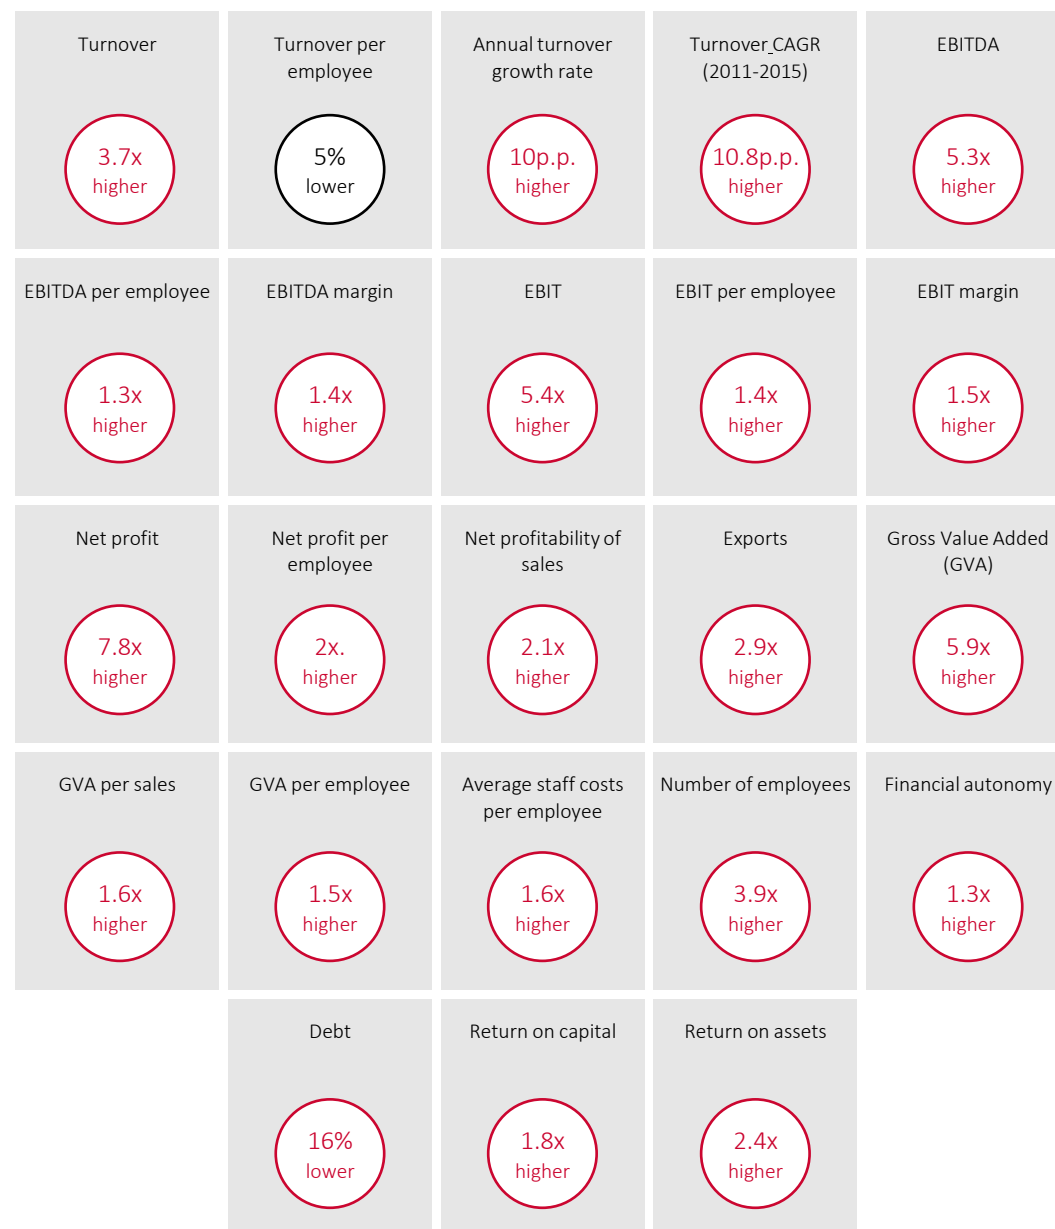 Turnover
3.7x
higher
Turnover per
employee
5%
lower
Annual turnover
growth rate
10p.p.
higher
Turnover_CAGR
(2011-2015)
10.8p.p.
higher
EBITDA
5.3x
higher
EBITDA per employee
1.3x
higher
EBITDA margin
1.4x
higher
EBIT
5.4x
higher
EBIT per employee
1.4x
higher
EBIT margin
1.5x
higher
Net profit
7.8x
higher
Net profit per
employee
2x.
higher
Net profitability of
sales
2.1x
higher
Exports
2.9x
higher
Gross Value Added
(GVA)
5.9x
higher
GVA per sales
1.6x
higher
GVA per employee
1.5x
higher
Average staff costs
per employee
1.6x
higher
Number of employees
3.9x
higher
Financial autonomy
1.3x
higher
Debt
16%
lower
Return on capital
1.8x
higher
Return on assets
2.4x
higher